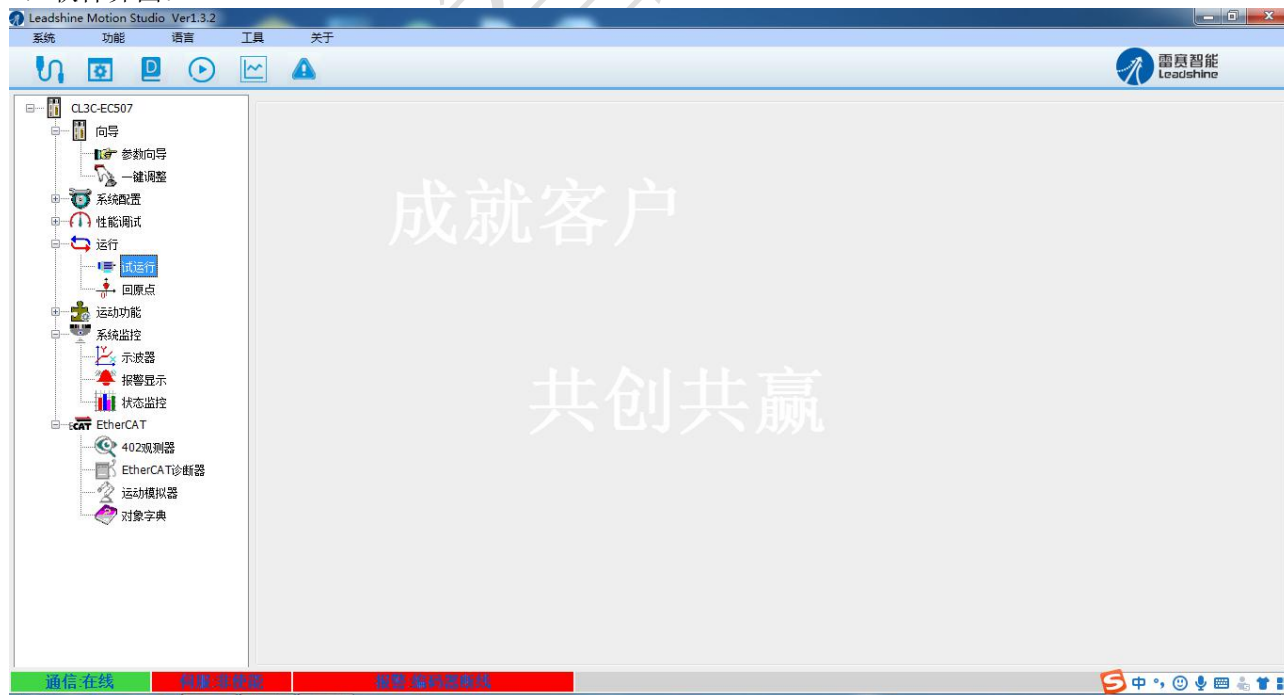 Leadshine Motion Studio Ver1.3.2
系统 功能 语言 工具 关于
雷赛智能
Leadshine
CL3C-EC507
向导
参数向导
一键调整
系统配置
性能调试
运行
试运行
回原点
运动功能
系统监控
示波器
报警显示
状态监控
EtherCAT
402观测器
EtherCAT诊断器
运动模拟器
对象字典
成就客户
共创共赢
通信:在线
中